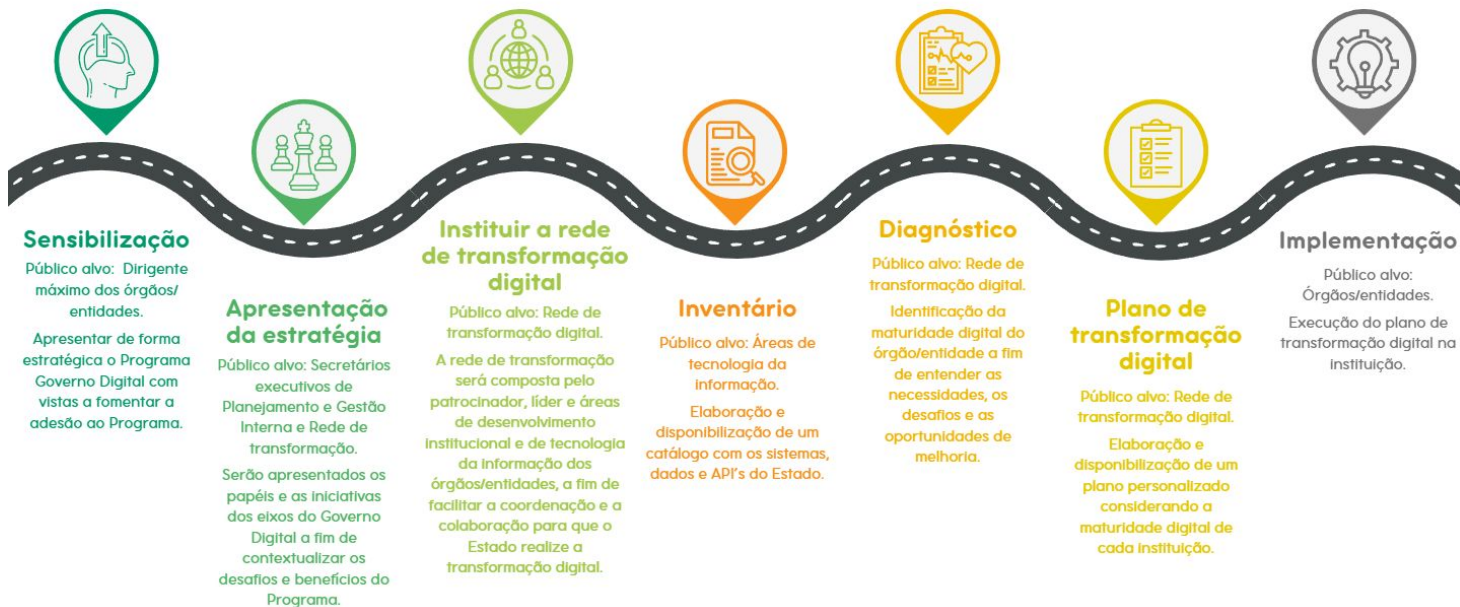 Sensibilização
Público alvo: Dirigente
máximo dos órgãos/
entidades.
Apresentar de forma
estratégica o Programa
Governo Digital com
vistas a fomentar a
adesão ao Programa.
Apresentação
da estratégia
Público alvo: Secretários
executivos de
Planejamento e Gestão
Interna e Rede de
transformação.
Serão apresentados os
papéis e as iniciativas
dos eixos do Governo
Digital a fim de
contextualizar os
desafios e benefícios do
Programa.
Instituir a rede
de transformação
digital
Público alvo: Rede de
transformação digital.
A rede de transformação
será composta pelo
patrocinador, líder e áreas
de desenvolvimento
institucional e de tecnologia
da informação dos
órgãos/entidades, a fim de
facilitar a coordenação e a
colaboração para que o
Estado realize a
transformação digital.
Inventário
Público alvo: Áreas de
tecnologia da
informação.
Elaboração e
disponibilização de um
catálogo com os sistemas,
dados e API's do Estado.
Diagnóstico
Público alvo: Rede de
transformação digital.
Identificação da
maturidade digital do
órgão/entidade a fim
de entender as
necessidades, os
desafios e as
oportunidades de
melhoria.
Plano de
transformação
digital
Público alvo: Rede de
transformação digital.
Elaboração e
disponibilização de um
plano personalizado
considerando a
maturidade digital de
cada instituição.
Implementação
Público alvo:
Órgãos/entidades.
Execução do plano de
transformação digital na
instituição.